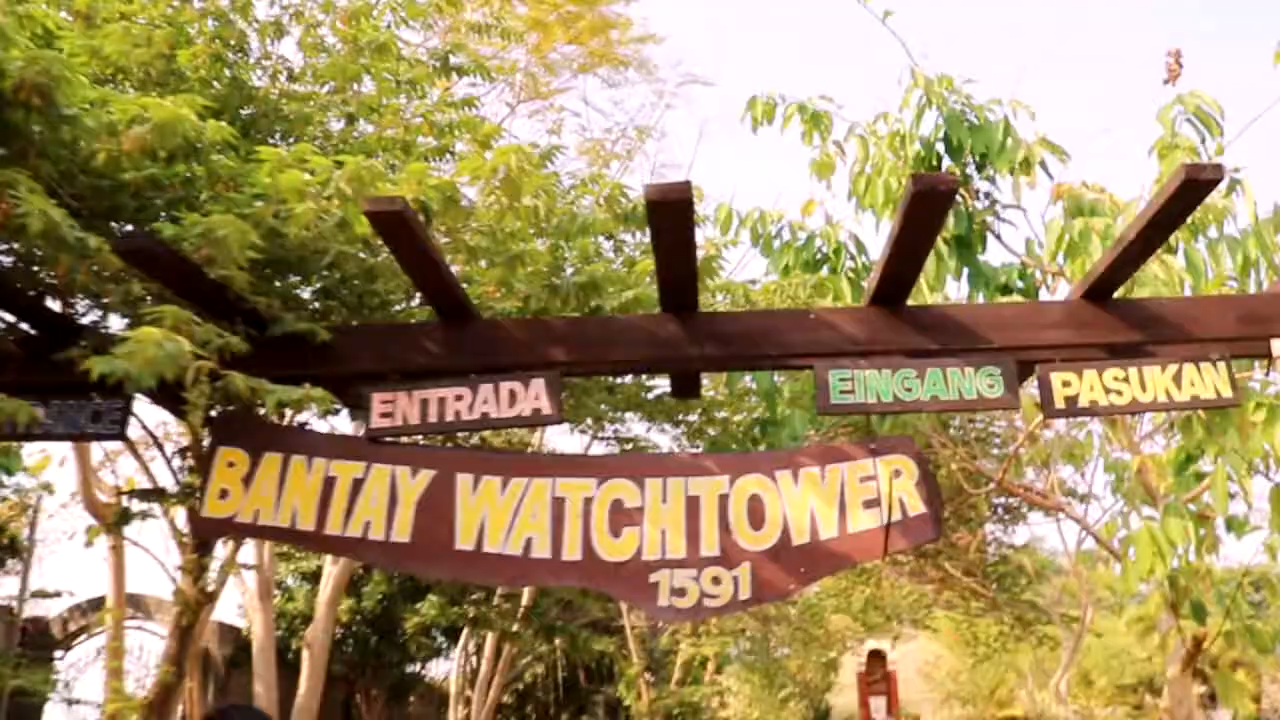 ENTRADA
EINGANG
PASUKAN
BANTAY WATCHTOWER
1591